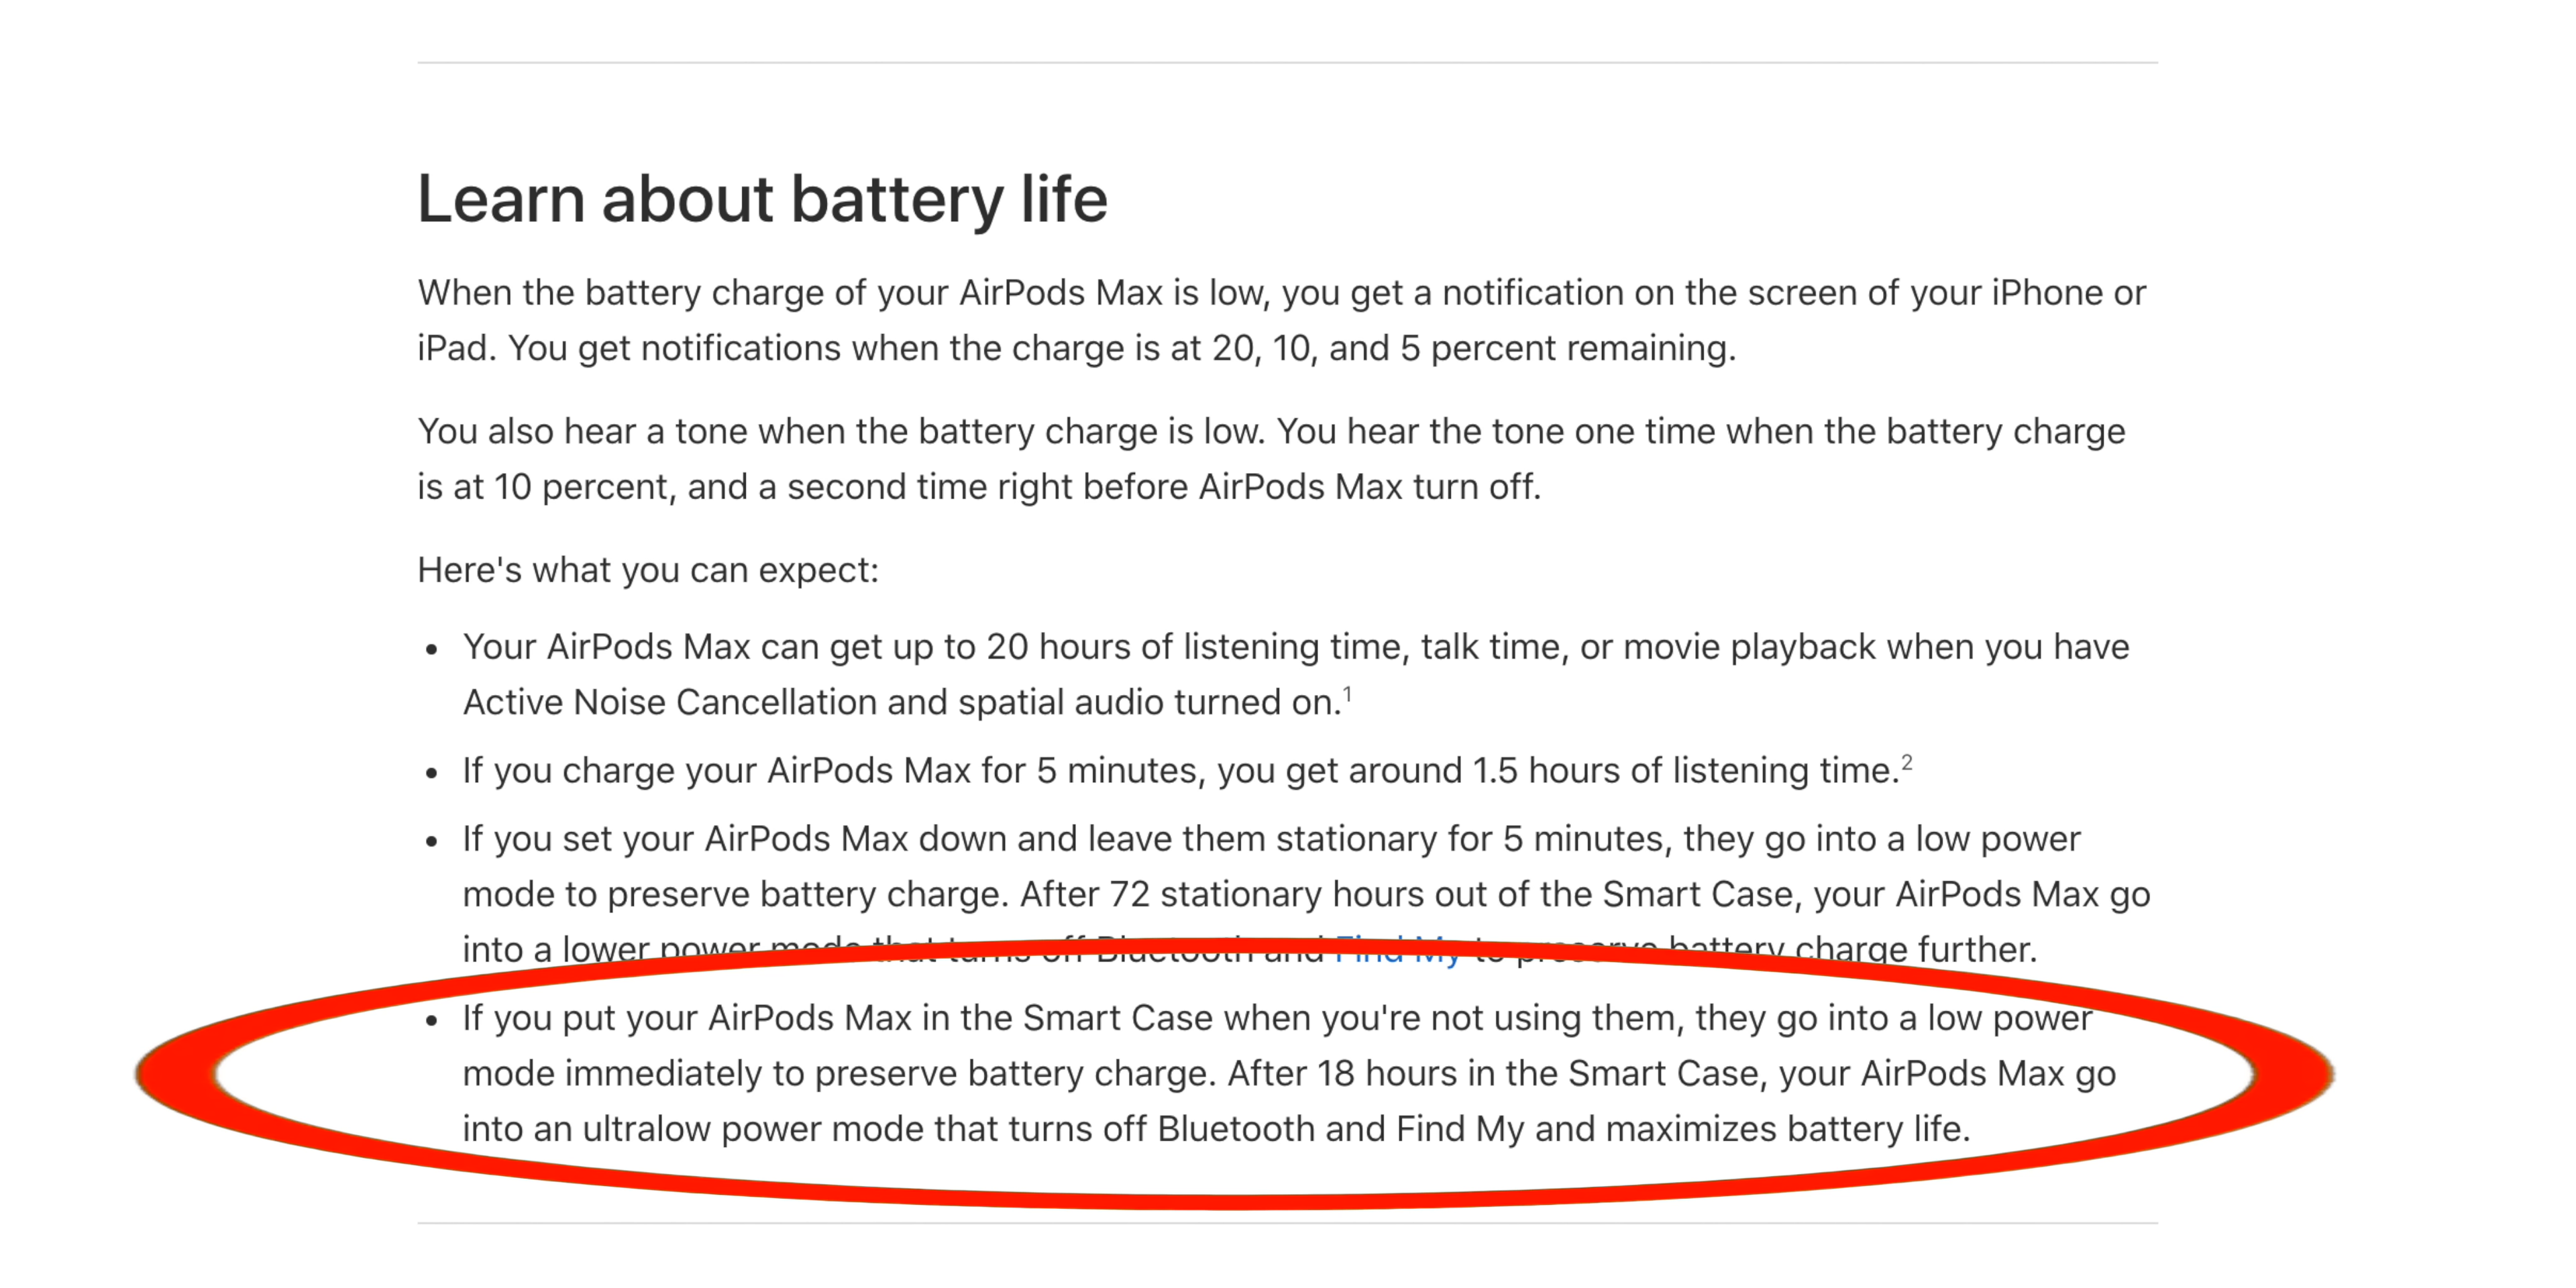 Learn about battery life
When the battery charge of your AirPods Max is low, you get a notification on the screen of your iPhone or
iPad. You get notifications when the charge is at 20, 10, and 5 percent remaining.
You also hear a tone when the battery charge is low. You hear the tone one time when the battery charge
is at 10 percent, and a second time right before AirPods Max turn off.
Here's what you can expect:
• Your AirPods Max can get up to 20 hours of listening time, talk time, or movie playback when you have
Active Noise Cancellation and spatial audio turned on.¹
• If you charge your AirPods Max for 5 minutes, you get around 1.5 hours of listening time.²
• If you set your AirPods Max down and leave them stationary for 5 minutes, they go into a low power
mode to preserve battery charge. After 72 stationary hours out of the Smart Case, your AirPods Max go
into a lower power mode that turns off Bluetooth and Find My to preserve battery charge further.
• If you put your AirPods Max in the Smart Case when you're not using them, they go into a low power
mode immediately to preserve battery charge. After 18 hours in the Smart Case, your AirPods Max go
into an ultralow power mode that turns off Bluetooth and Find My and maximizes battery life.